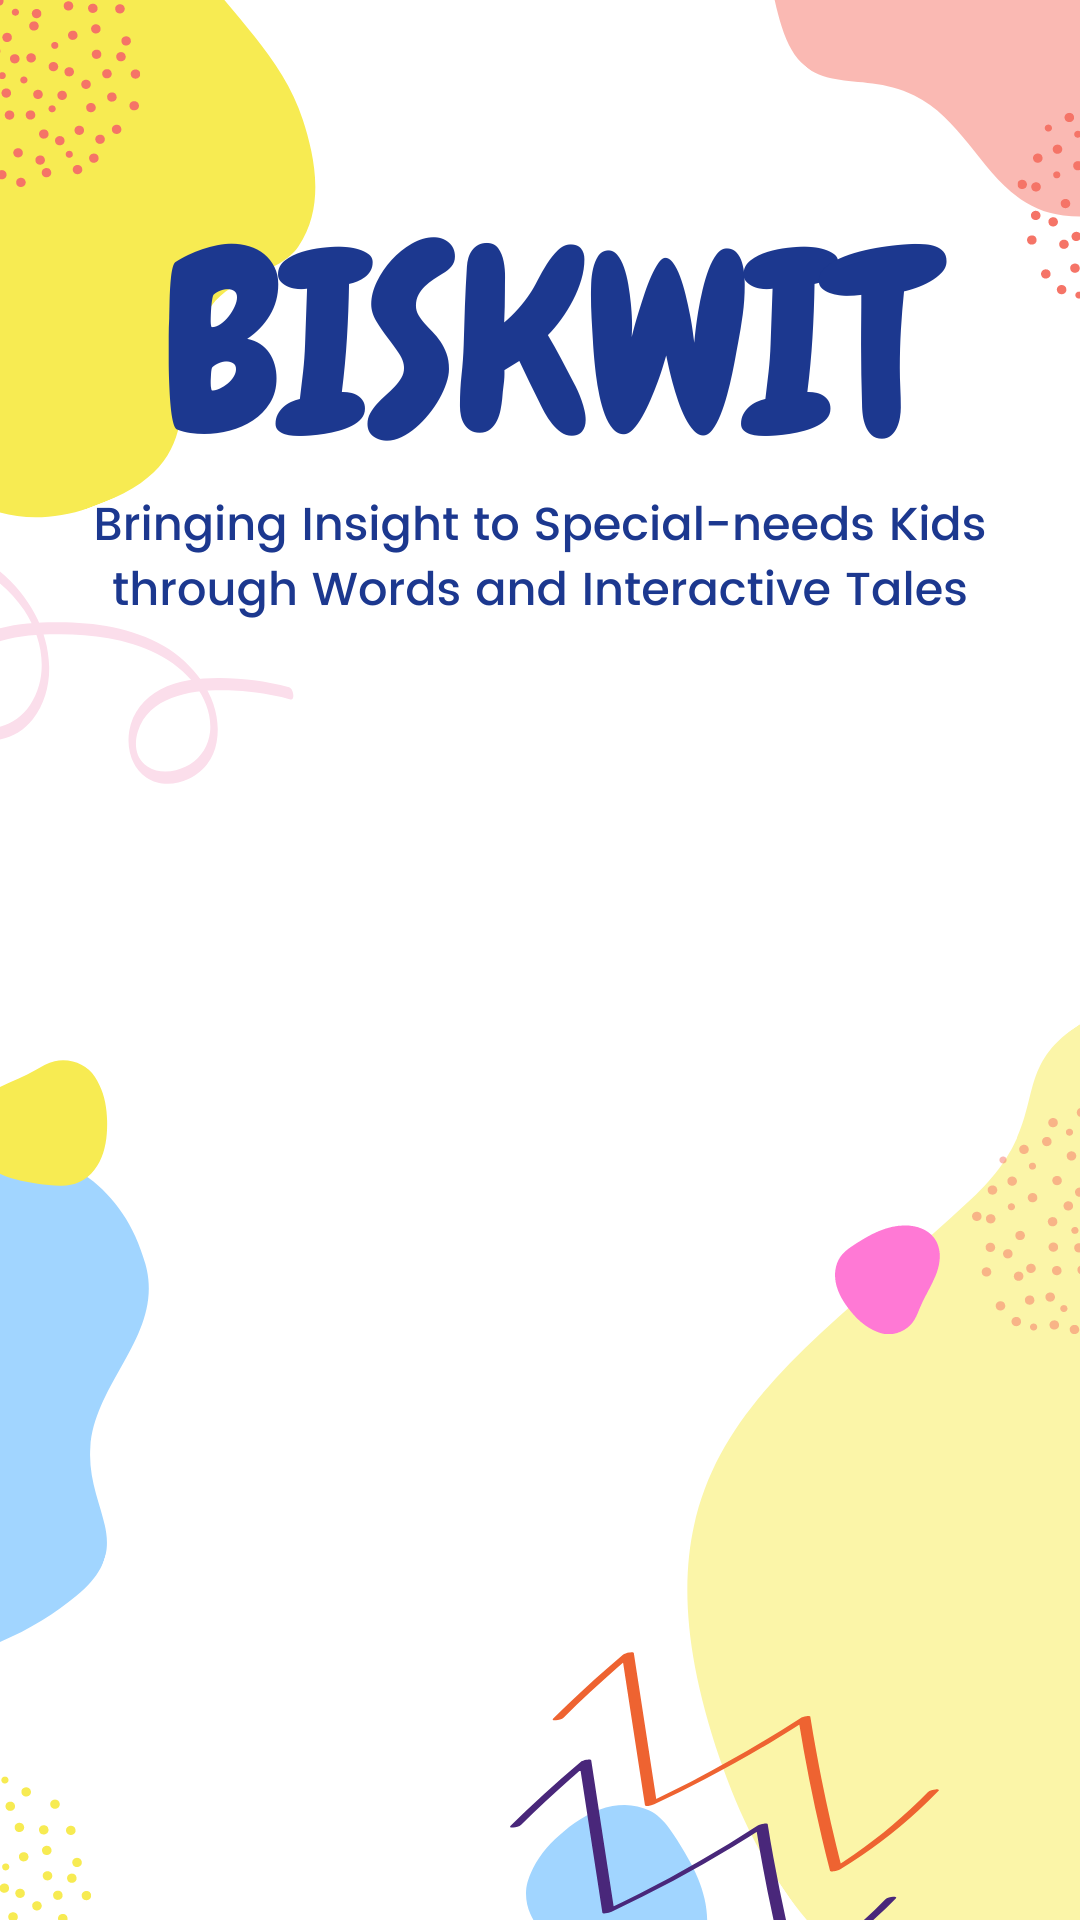 BISKWIT
Bringing Insight to Special-needs Kids
through Words and Interactive Tales